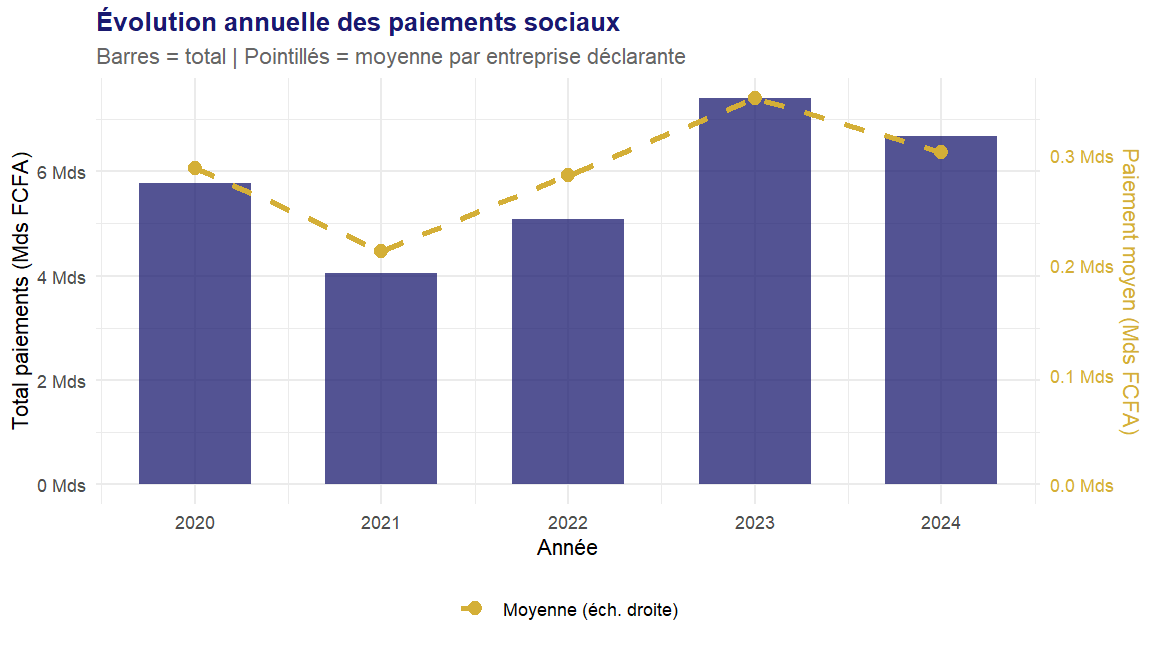 Évolution annuelle des paiements sociaux
Barres = total | Pointillés = moyenne par entreprise déclarante
Total paiements (Mds FCFA)
6 Mds
4 Mds
2 Mds
0 Mds
0.3 Mds
0.2 Mds
0.1 Mds
0.0 Mds
Paiement moyen (Mds FCFA)
2020 2021 2022 2023 2024
Année
Moyenne (éch. droite)